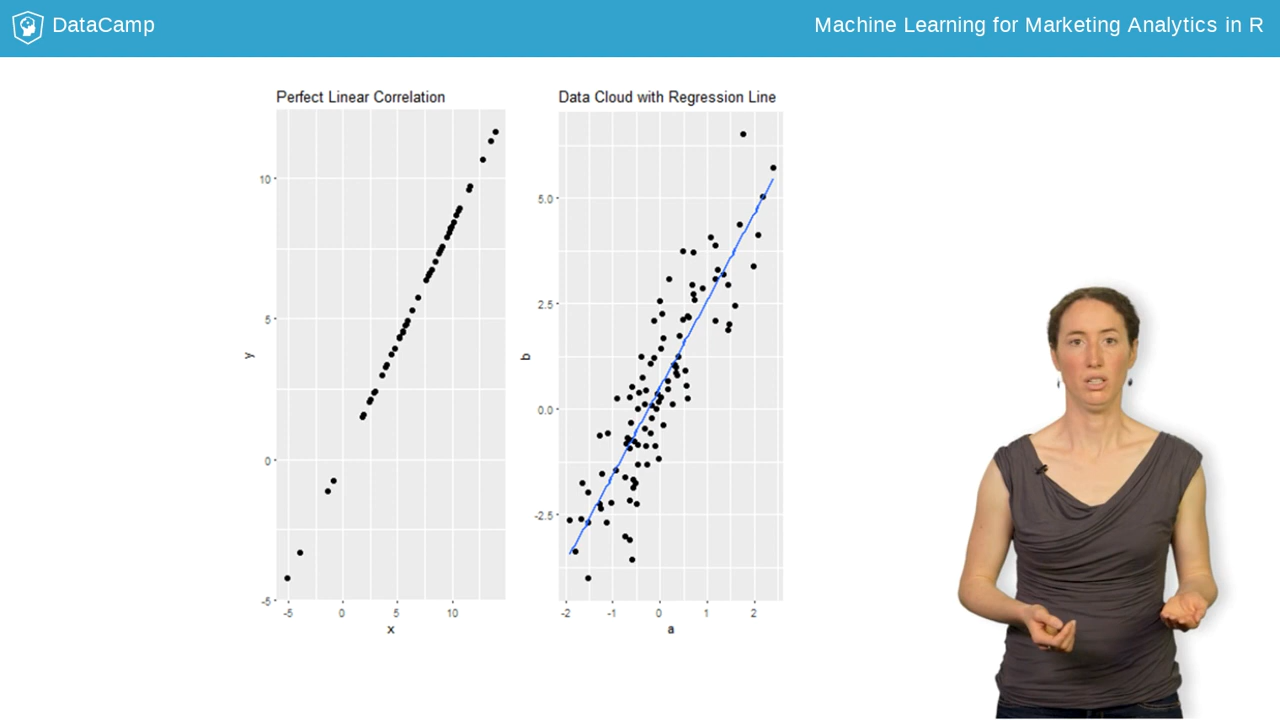 DataCamp
Machine Learning for Marketing Analytics in R
Perfect Linear Correlation
Data Cloud with Regression Line
10
5
0
-5
y
-5
0
5
10
x
5.0
2.5
0.0
-2.5
b
-2
-1
0
1
2
a